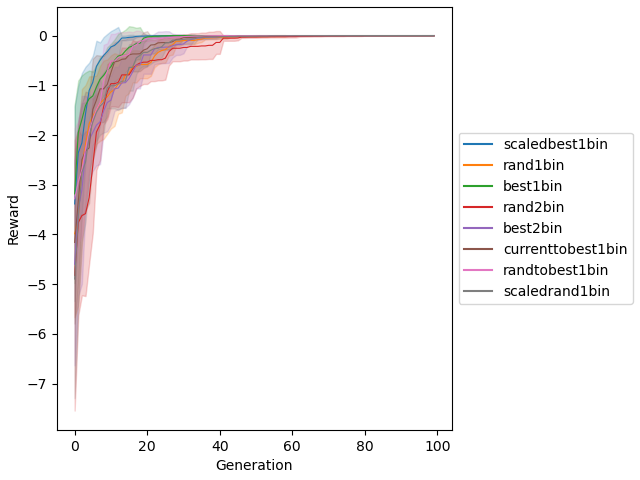 0
−1
−2
−3
−4
−5
−6
−7
Reward
0
20
40
60
80
100
Generation
scaledbest1bin
rand1bin
best1bin
rand2bin
best2bin
currenttobest1bin
randtobest1bin
scaledrand1bin